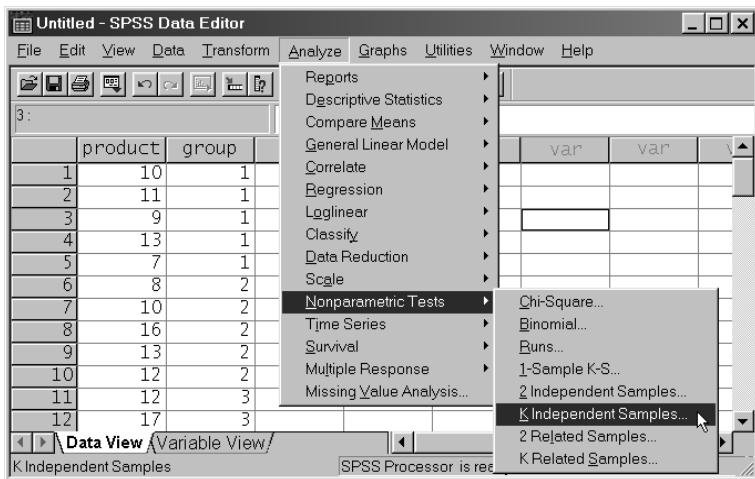 Untitled - SPSS Data Editor
File Edit View Data Transform Analyze Graphs Utilities Window Help
3 :
product group var var
1 10 1
2 11 1
3 9 1
4 13 1
5 7 1
6 8 2
7 10 2
8 16 2
9 13 2
10 12 2
11 12 3
12 17 3
Reports
Descriptive Statistics
Compare Means
General Linear Model
Correlate
Regression
Loglinear
Classify
Data Reduction
Scale
Nonparametric Tests
Time Series
Survival
Multiple Response
Missing Value Analysis...
Chi-Square...
Binomial...
Runs...
1-Sample K-S...
2 Independent Samples...
K Independent Samples...
2 Related Samples...
K Related Samples...
Data View Variable View
K Independent Samples SPSS Processor is